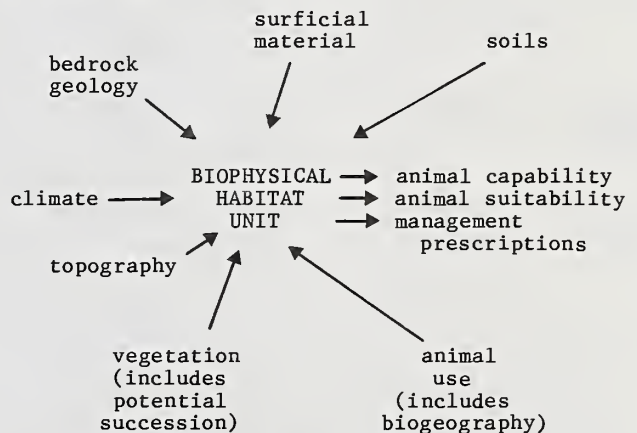 surficial
material
soils
bedrock
geology
BIOPHYSICAL
HABITAT
UNIT
animal capability
animal suitability
management
prescriptions
climate
topography
vegetation
(includes
potential
succession)
animal
use
(includes
biogeography)